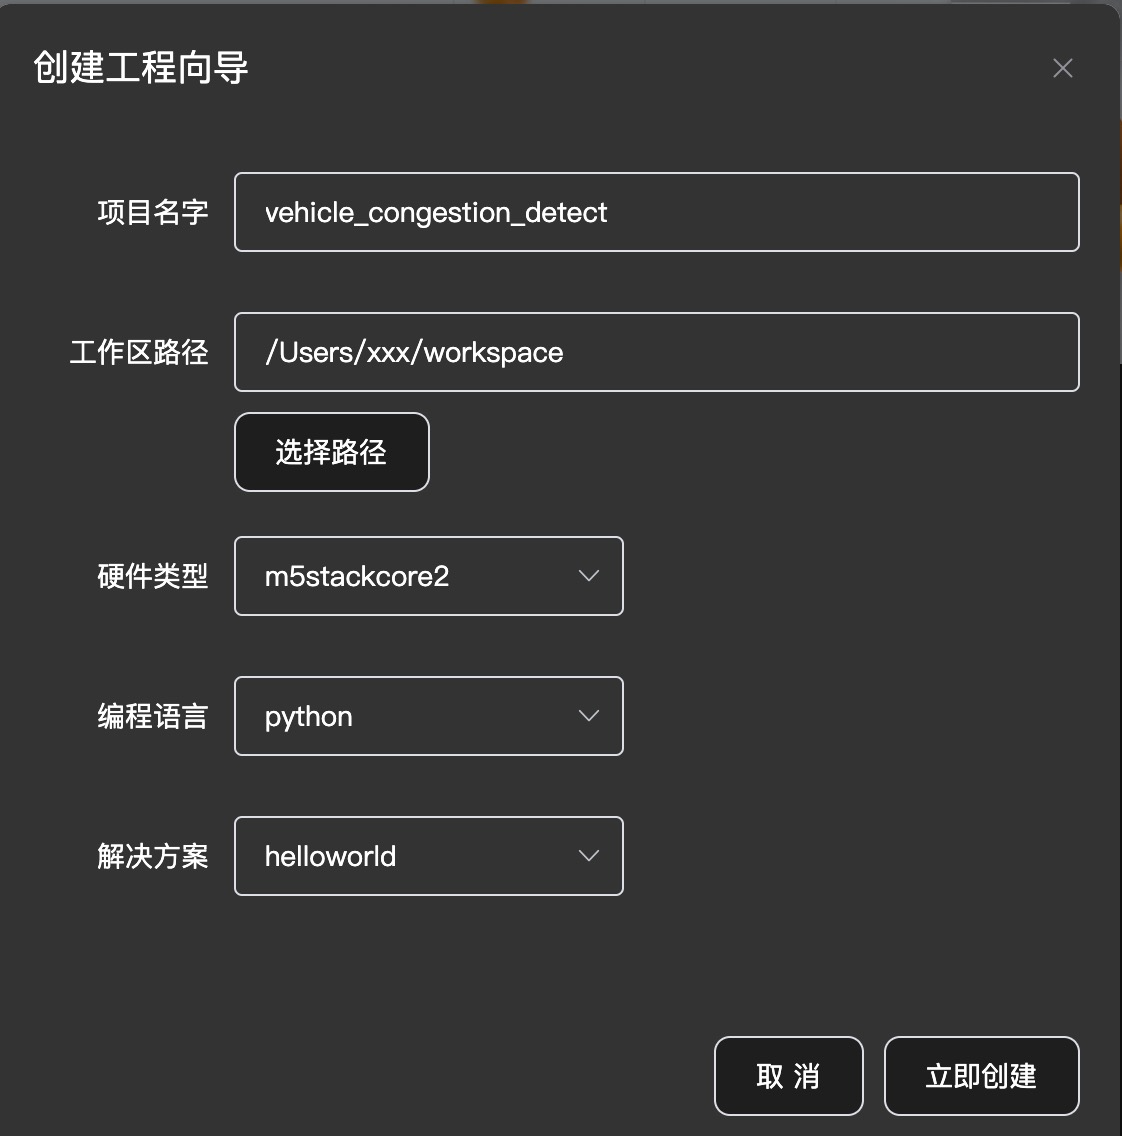 创建工程向导
项目名字 vehicle_congestion_detect
工作区路径 /Users/xxx/workspace
选择路径
硬件类型 m5stackcore2
编程语言 python
解决方案 helloworld
取 消 立即创建